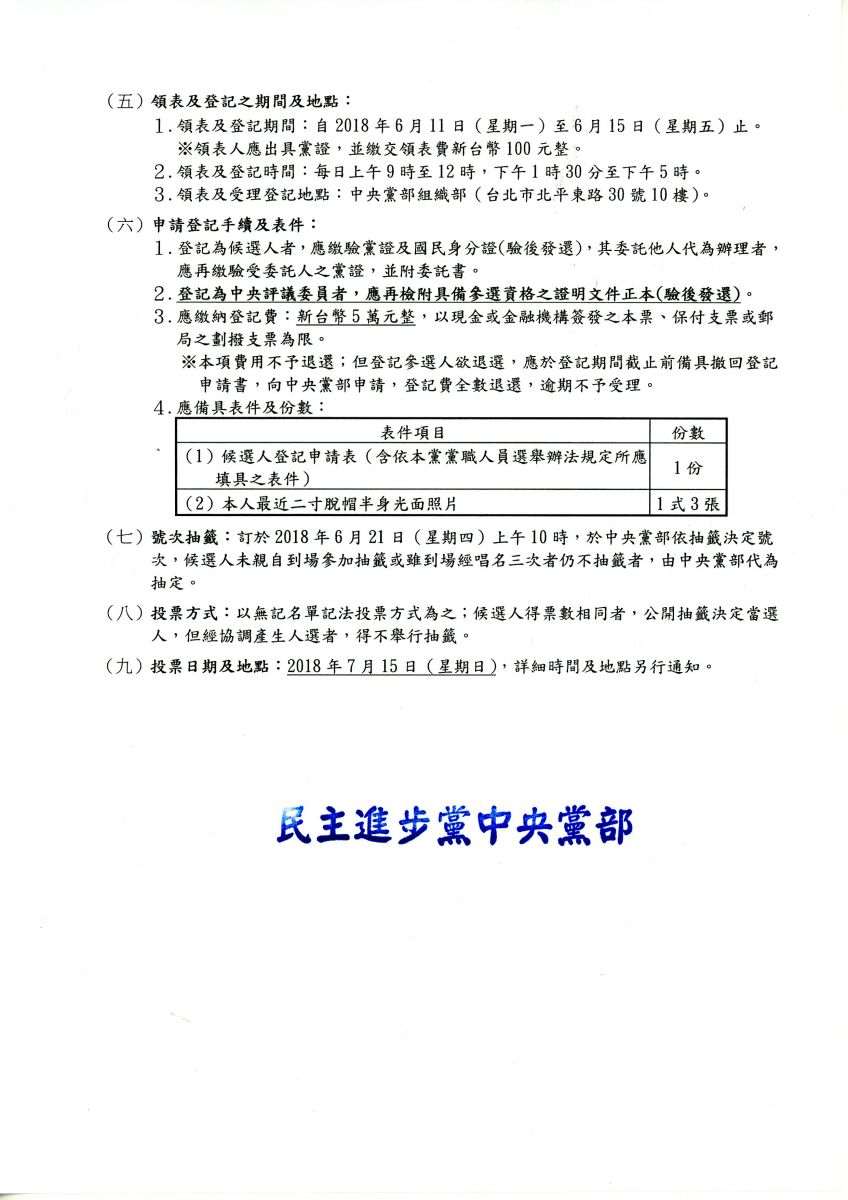 （五）領表及登記之期間及地點：
1.領表及登記期間：自 2018 年 6 月 11 日（星期一）至 6 月 15 日（星期五）止。
※領表人應出具黨證，並繳交領表費新台幣 100 元整。
2.領表及登記時間：每日上午 9 時至 12 時，下午 1 時 30 分至下午 5 時。
3.領表及受理登記地點：中央黨部組織部（台北市北平東路 30 號 10 樓）。
（六）申請登記手續及表件：
1.登記為候選人者，應繳驗黨證及國民身分證(驗後發還)，其委託他人代為辦理者，
應再繳驗受委託人之黨證，並附委託書。
2.登記為中央評議委員者，應再檢附具備參選資格之證明文件正本(驗後發還)。
3.應繳納登記費：新台幣 5 萬元整，以現金或金融機構簽發之本票、保付支票或郵
局之劃撥支票為限。
※本項費用不予退還；但登記參選人欲退選，應於登記期間截止前備具撤回登記
申請書，向中央黨部申請，登記費全數退還，逾期不予受理。
4.應備具表件及份數：
表件項目 份數
(1) 候選人登記申請表（含依本黨黨職人員選舉辦法規定所應
填具之表件） 1 份
(2) 本人最近二寸脫帽半身光面照片 1 式 3 張
（七）號次抽籤：訂於 2018 年 6 月 21 日（星期四）上午 10 時，於中央黨部依抽籤決定號
次，候選人未親自到場參加抽籤或雖到場經唱名三次者仍不抽籤者，由中央黨部代為
抽定。
（八）投票方式：以無記名單記法投票方式為之；候選人得票數相同者，公開抽籤決定當選
人，但經協調產生人選者，得不舉行抽籤。
（九）投票日期及地點：2018 年 7 月 15 日（星期日），詳細時間及地點另行通知。
民主進步黨中央黨部